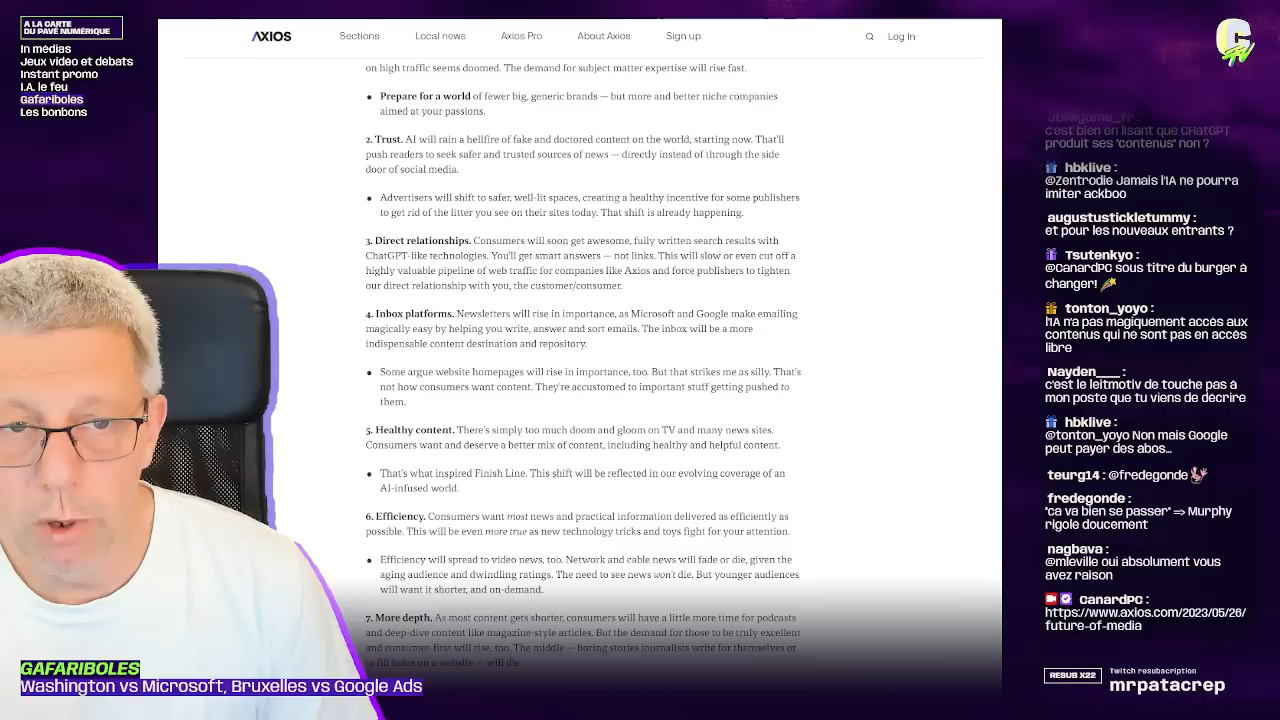 A LA CARTE
DU PAVÉ NUMÉRIQUE
In médias
Jeux vidéo et débats
Instant promo
I.A. le feu
Gafariboles
Les bonbons
AXIOS
Sections
Local news
Axios Pro
About Axios
Sign up
Log In
on high traffic seems doomed. The demand for subject matter expertise will rise fast.
Prepare for a world of fewer big, generic brands — but more and better niche companies
aimed at your passions.
2. Trust. AI will rain a hellfire of fake and doctored content on the world, starting now. That'll
push readers to seek safer and trusted sources of news — directly instead of through the side
door of social media.
Advertisers will shift to safer, well-lit spaces, creating a healthy incentive for some publishers
to get rid of the litter you see on their sites today. That shift is already happening.
3. Direct relationships. Consumers will soon get awesome, fully written search results with
ChatGPT-like technologies. You'll get smart answers — not links. This will slow or even cut off a
highly valuable pipeline of web traffic for companies like Axios and force publishers to tighten
our direct relationship with you, the customer/consumer.
4. Inbox platforms. Newsletters will rise in importance, as Microsoft and Google make emailing
magically easy by helping you write, answer and sort emails. The inbox will be a more
indispensable content destination and repository.
Some argue website homepages will rise in importance, too. But that strikes me as silly. That's
not how consumers want content. They're accustomed to important stuff getting pushed to
them.
5. Healthy content. There's simply too much doom and gloom on TV and many news sites.
Consumers want and deserve a better mix of content, including healthy and helpful content.
That's what inspired Finish Line. This shift will be reflected in our evolving coverage of an
AI-infused world.
6. Efficiency. Consumers want most news and practical information delivered as efficiently as
possible. This will be even more true as new technology tricks and toys fight for your attention.
Efficiency will spread to video news, too. Network and cable news will fade or die, given the
aging audience and dwindling ratings. The need to see news won't die. But younger audiences
will want it shorter, and on-demand.
7. More depth. As most content gets shorter, consumers will have a little more time for podcasts
and deep-dive content like magazine-style articles. But the demand for those to be truly excellent
and consumer-first will rise, too. The middle — boring stories journalists write for themselves or
to fill holes on a website — will die.
GAFARIBOLES
Washington vs Microsoft, Bruxelles vs Google Ads
C TV
c'est bien en lisant que CHatGPT
produit ses "contenus" non ?
hbklive :
@Zentrodie Jamais l'IA ne pourra
imiter ackboo
augustustickletummy :
et pour les nouveaux entrants ?
Tsutenkyo :
@CanardPC sous titre du burger à
changer!
tonton_yoyo :
l'IA n'a pas magiquement accès aux
contenus qui ne sont pas en accès
libre
Nayden___ :
c'est le leitmotiv de touche pas à
mon poste que tu viens de décrire
hbklive :
@tonton_yoyo Non mais Google
peut payer des abos...
teurg14 : @fredegonde
fredegonde :
"ca va bien se passer" => Murphy
rigole doucement
nagbava :
@mleville oui absolument vous
avez raison
CanardPC :
https://www.axios.com/2023/05/26/
future-of-media
RESUB X22
Twitch resubscription
mrpatacrep